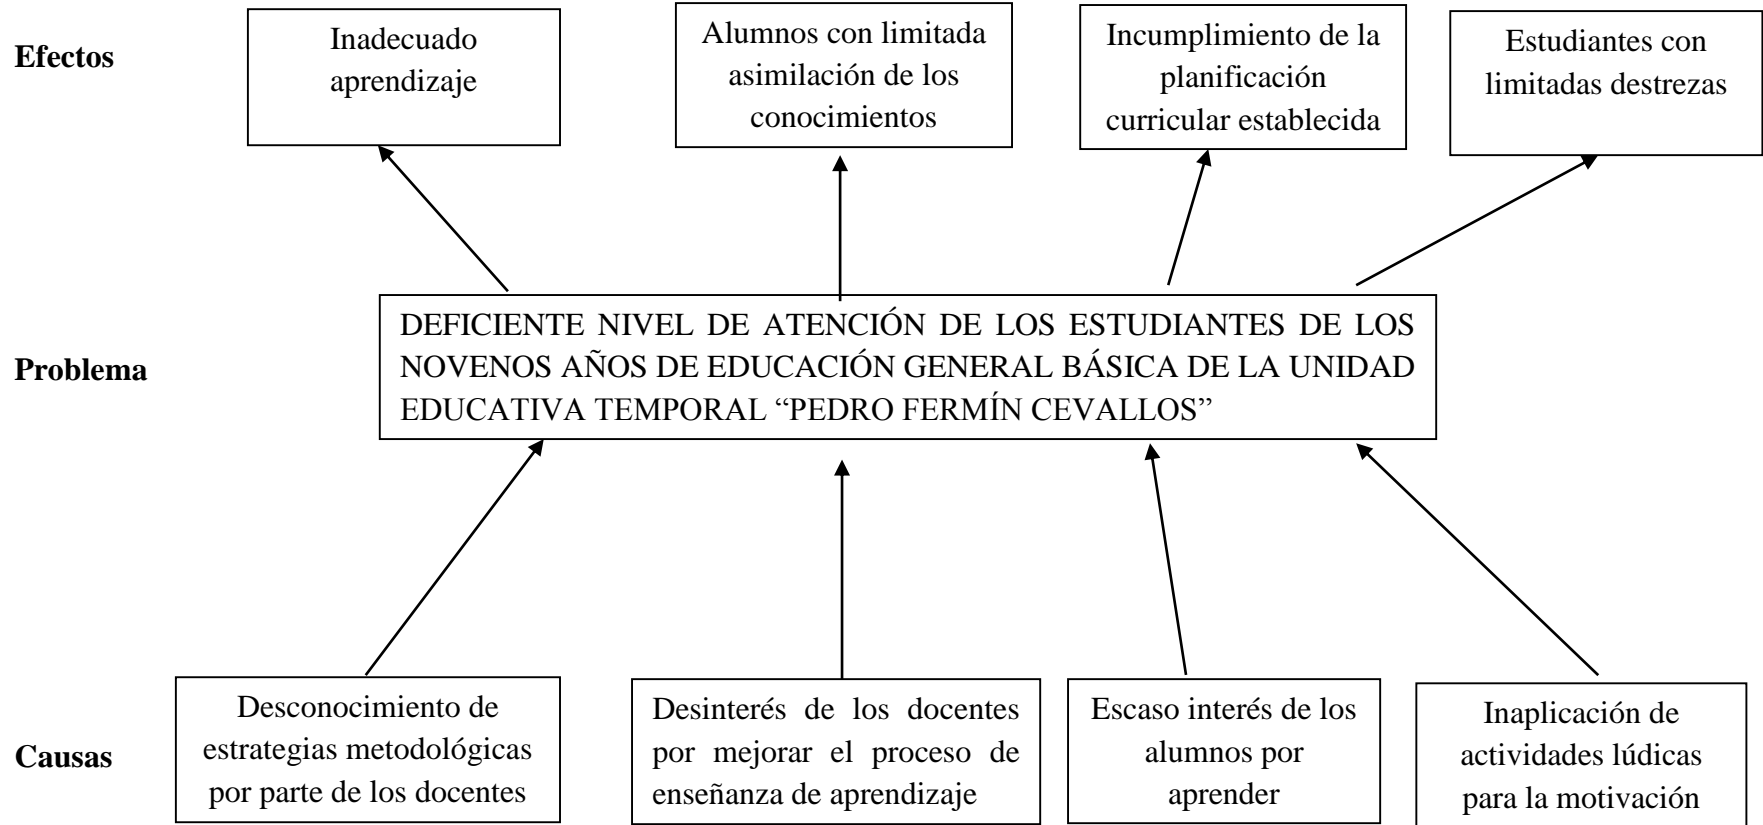 Efectos
Inadecuado
aprendizaje
Alumnos con limitada
asimilación de los
conocimientos
Incumplimiento de la
planificación
curricular establecida
Estudiantes con
limitadas destrezas
Problema
DEFICIENTE NIVEL DE ATENCIÓN DE LOS ESTUDIANTES DE LOS
NOVENOS AÑOS DE EDUCACIÓN GENERAL BÁSICA DE LA UNIDAD
EDUCATIVA TEMPORAL “PEDRO FERMÍN CEVALLOS”
Causas
Desconocimiento de
estrategias metodológicas
por parte de los docentes
Desinterés de los docentes
por mejorar el proceso de
enseñanza de aprendizaje
Escaso interés de los
alumnos por
aprender
Inaplicación de
actividades lúdicas
para la motivación